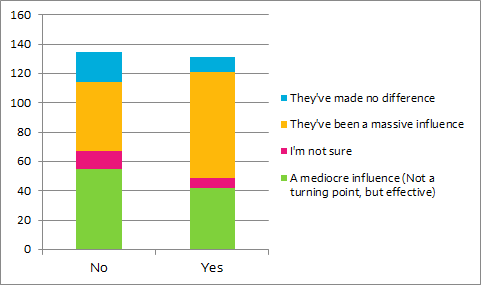 160
140
120
100
80
60
40
20
0
No
Yes
They've made no difference
They've been a massive influence
I'm not sure
A mediocre influence (Not a
turning point, but effective)